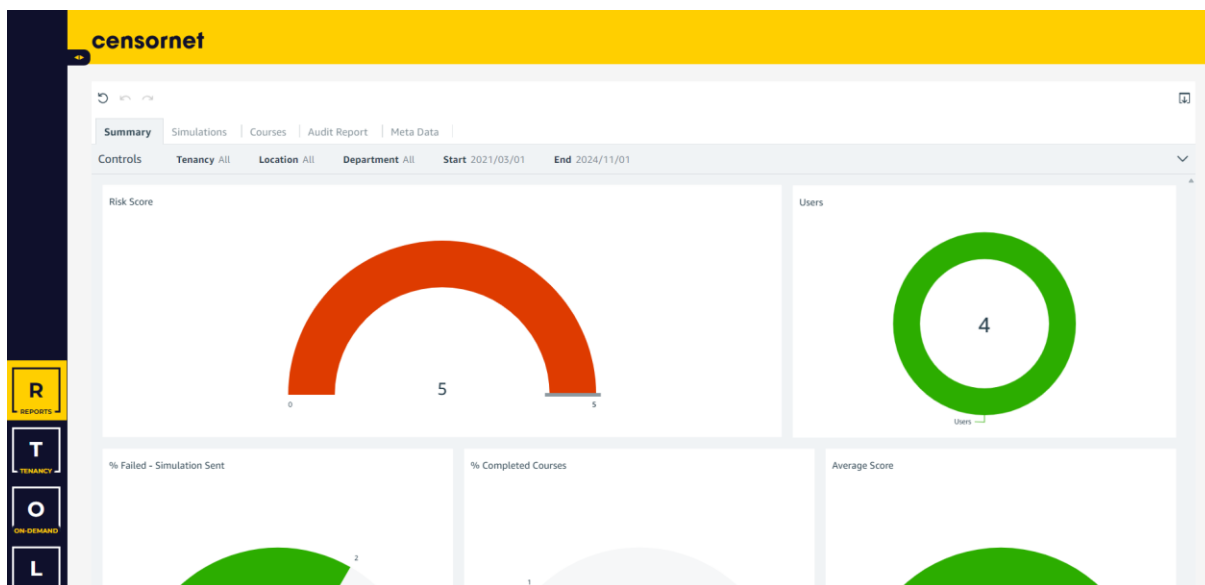 censornet
Summary Simulations Courses Audit Report Meta Data
Controls Tenancy All Location All Department All Start 2021/03/01 End 2024/11/01
Risk Score
5
0
5
Users
4
Users
R
REPORTS
T
TENANCY
O
ON-DEMAND
L
% Failed - Simulation Sent
2
% Completed Courses
1
Average Score